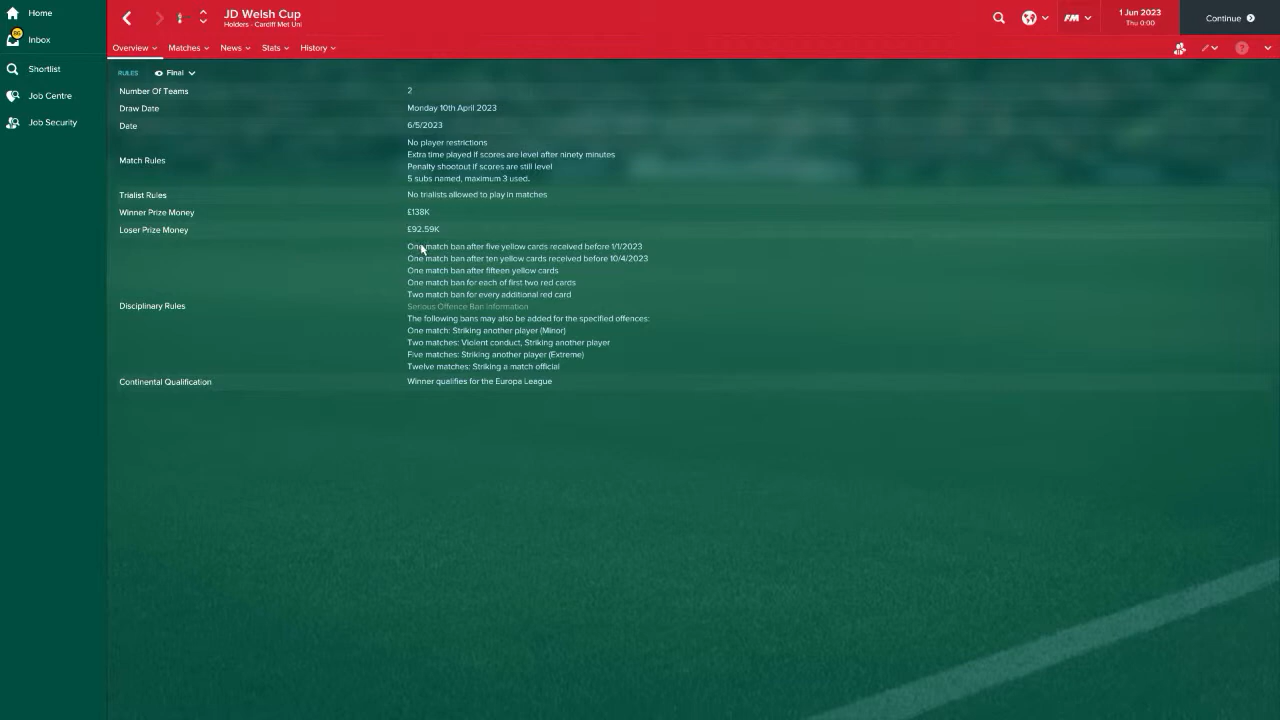 Home
86
Inbox
Shortlist
Job Centre
Job Security
JD Welsh Cup
Holders - Cardiff Met Uni
FM
1 Jun 2023
Thu 0:00
Continue
Overview
Matches
News
Stats
History
RULES
Final
Number Of Teams
2
Draw Date
Monday 10th April 2023
Date
6/5/2023
Match Rules
No player restrictions
Extra time played if scores are level after ninety minutes
Penalty shootout if scores are still level
5 subs named, maximum 3 used.
Trialist Rules
No trialists allowed to play in matches
Winner Prize Money
£138K
Loser Prize Money
£92.59K
Disciplinary Rules
One match ban after five yellow cards received before 1/1/2023
One match ban after ten yellow cards received before 10/4/2023
One match ban after fifteen yellow cards
One match ban for each of first two red cards
Two match ban for every additional red card
Serious Offence Ban Information
The following bans may also be added for the specified offences:
One match: Striking another player (Minor)
Two matches: Violent conduct, Striking another player
Five matches: Striking another player (Extreme)
Twelve matches: Striking a match official
Continental Qualification
Winner qualifies for the Europa League